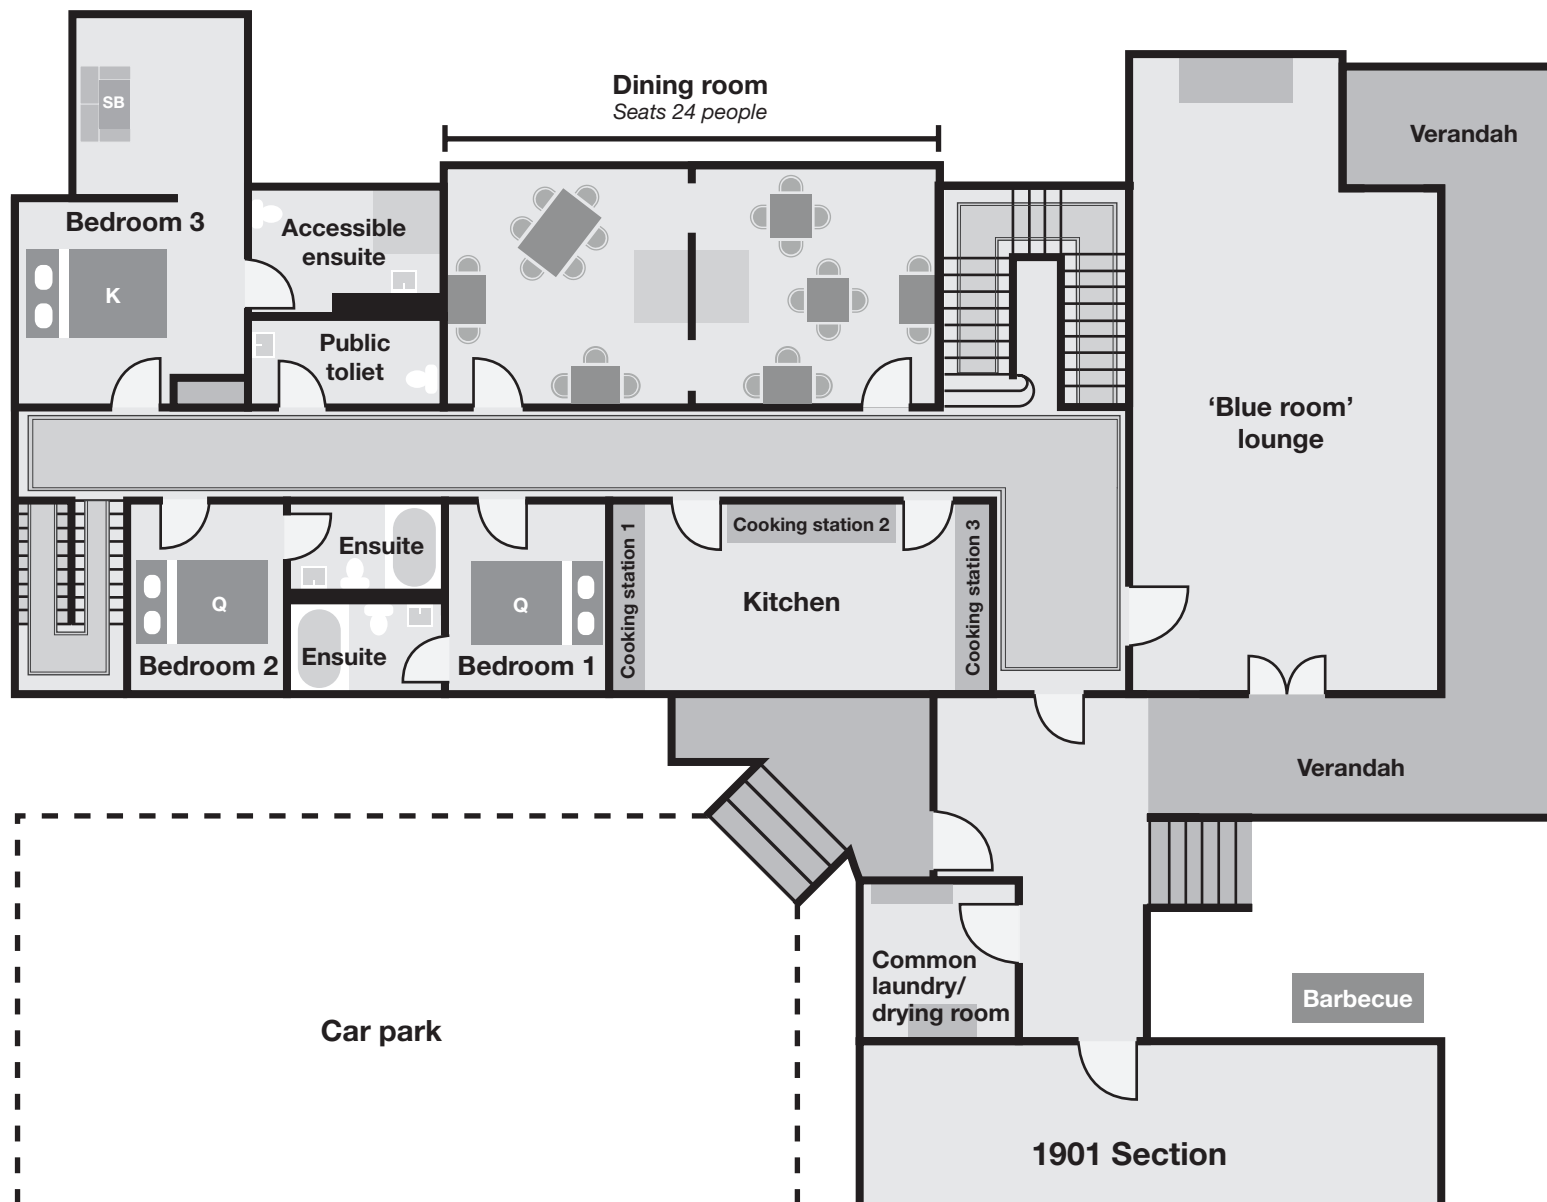 Dining room
Seats 24 people
SB
Verandah
Bedroom 3
Accessible
ensuite
K
Public
toliet
‘Blue room’
lounge
Cooking station 1
Cooking station 2
Cooking station 3
Ensuite
Kitchen
Q
Q
Ensuite
Bedroom 2
Bedroom 1
Verandah
Common
laundry/
drying room
Barbecue
Car park
1901 Section